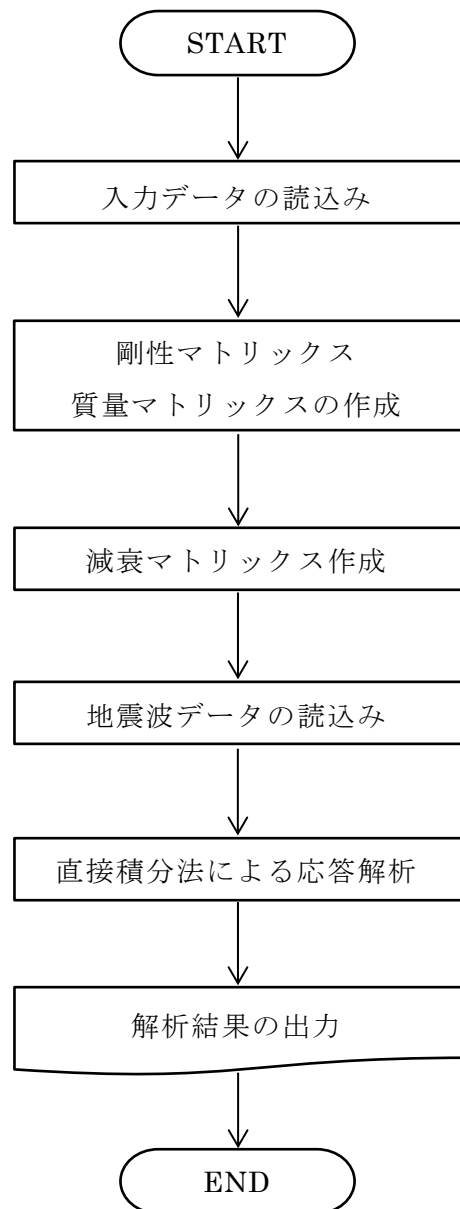 START
入力データの読込み
剛性マトリックス
質量マトリックスの作成
減衰マトリックス作成
地震波データの読込み
直接積分法による応答解析
解析結果の出力
END